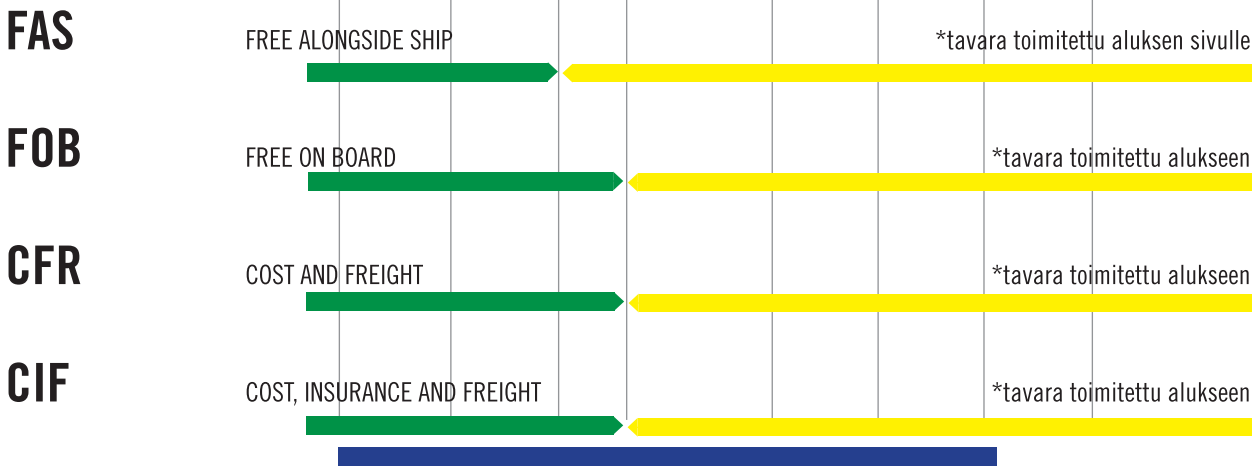 FAS FREE ALONGSIDE SHIP *tavara toimitettu aluksen sivulle
FOB FREE ON BOARD *tavara toimitettu alukseen
CFR COST AND FREIGHT *tavara toimitettu alukseen
CIF COST, INSURANCE AND FREIGHT *tavara toimitettu alukseen